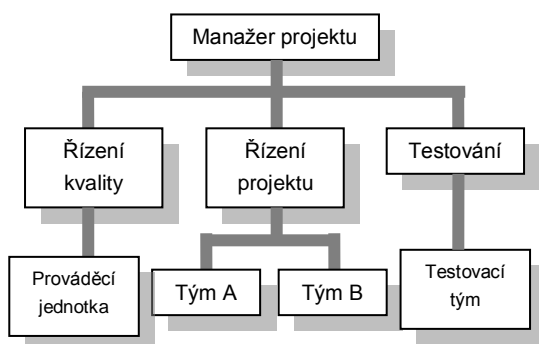 Manažer projektu
Řízení
kvality
Řízení
projektu
Testování
Prováděcí
jednotka
Tým A
Tým B
Testovací
tým